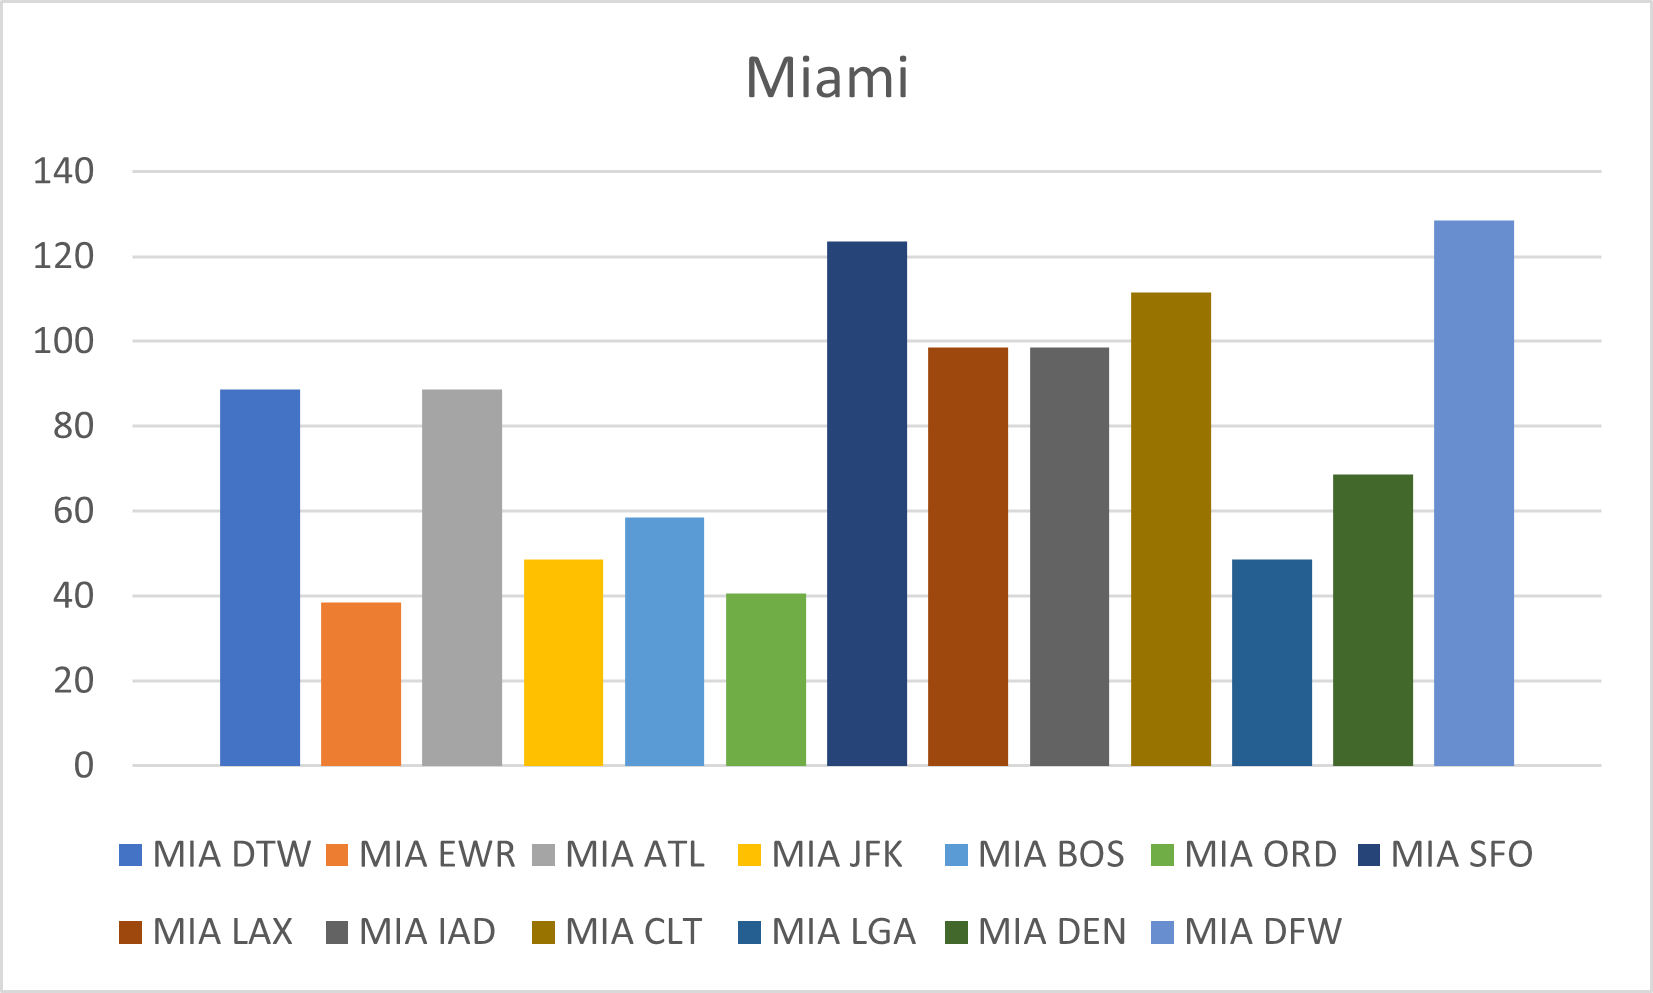 Miami
140
120
100
80
60
40
20
0
MIA DTW MIA EWR MIA ATL MIA JFK MIA BOS MIA ORD MIA SFO
MIA LAX MIA IAD MIA CLT MIA LGA MIA DEN MIA DFW